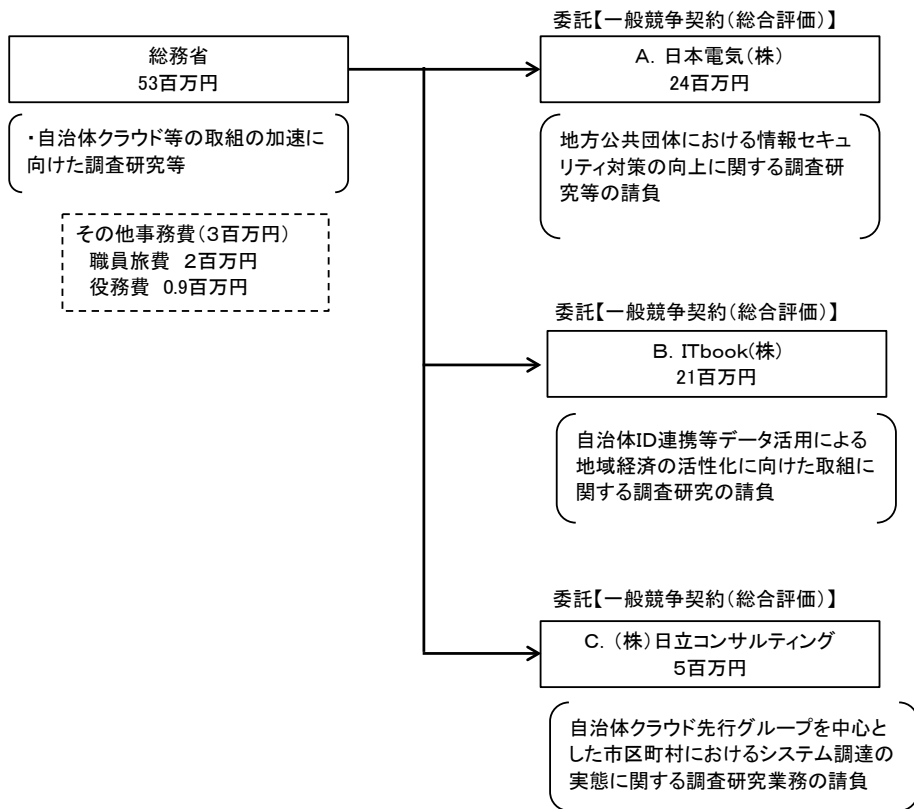 総務省
53百万円
・自治体クラウド等の取組の加速に
向けた調査研究等
その他事務費(3百万円)
職員旅費 2百万円
役務費 0.9百万円
委託【一般競争契約(総合評価)】
A. 日本電気(株)
24百万円
地方公共団体における情報セキュ
リティ対策の向上に関する調査研
究等の請負
委託【一般競争契約(総合評価)】
B. ITbook(株)
21百万円
自治体ID連携等データ活用による
地域経済の活性化に向けた取組に
関する調査研究の請負
委託【一般競争契約(総合評価)】
C. (株)日立コンサルティング
5百万円
自治体クラウド先行グループを中心と
した市区町村におけるシステム調達の
実態に関する調査研究業務の請負